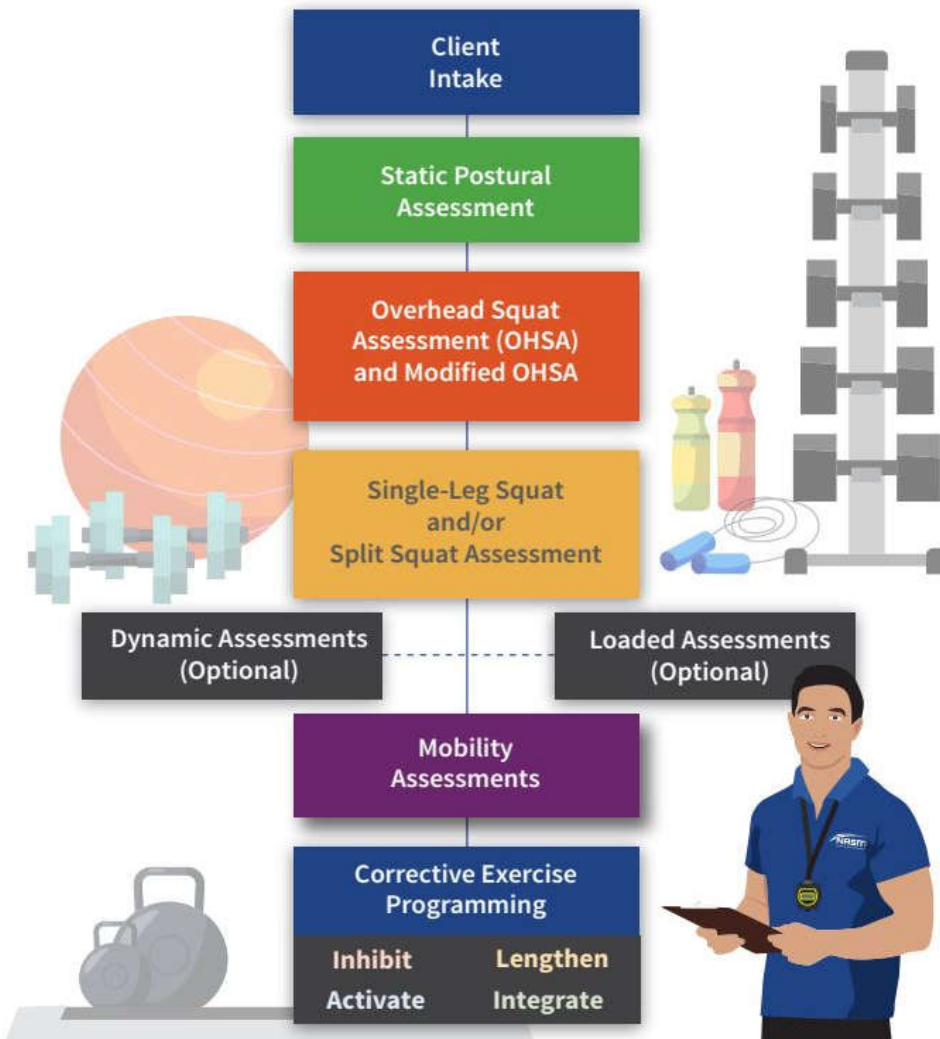 Client
Intake
Static Postural
Assessment
Overhead Squat
Assessment (OHSA)
and Modified OHSA
Single-Leg Squat
and/or
Split Squat Assessment
Dynamic Assessments
(Optional)
Loaded Assessments
(Optional)
Mobility
Assessments
NASM
Corrective Exercise
Programming
Inhibit
Lengthen
Activate
Integrate